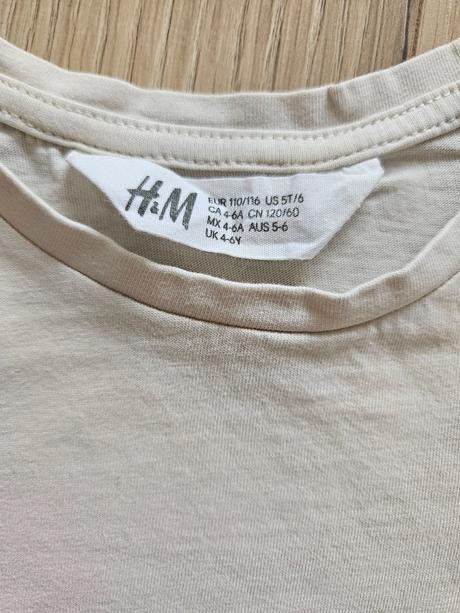 H&M
EUR 110/116 US 5T/6
CA 4-6A CN 120/60
MX 4-6A AUS 5-6
UK 4-6Y